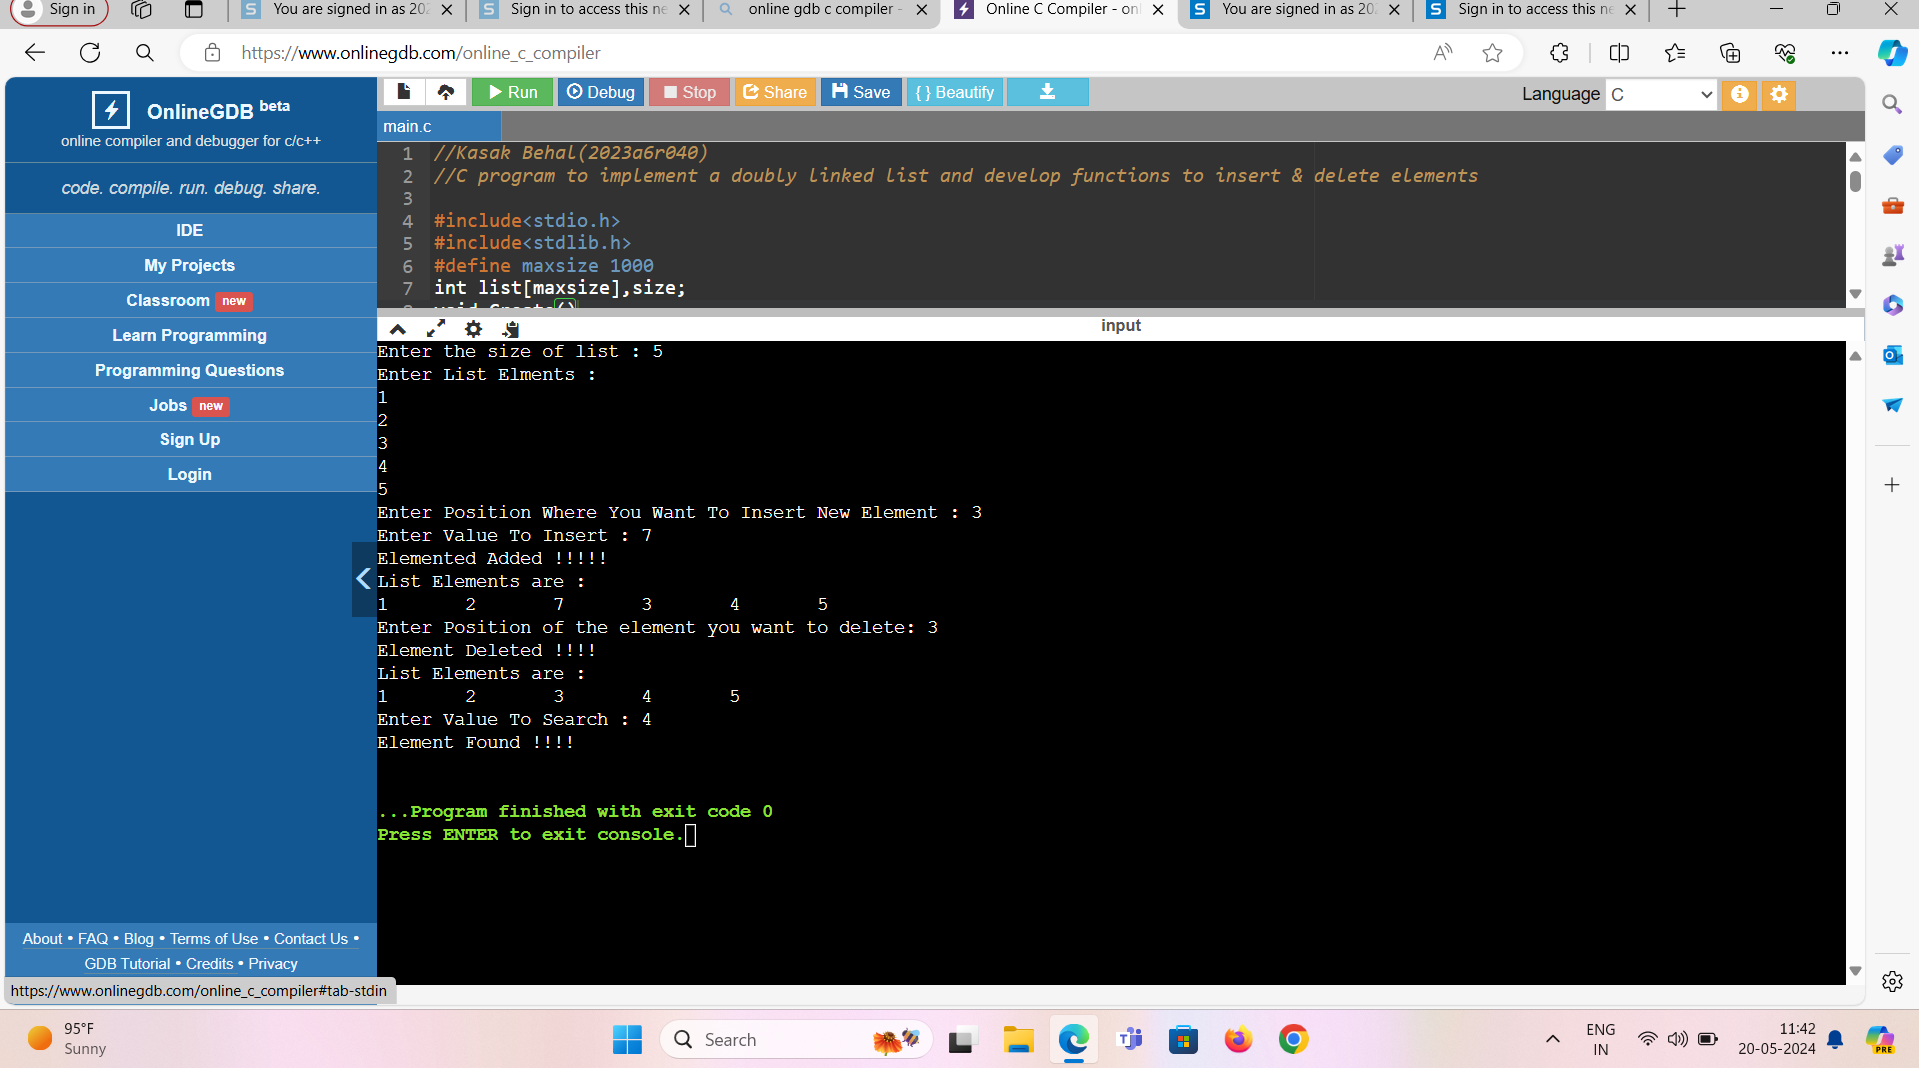 Sign in
You are signed in as 202
Sign in to access this ne
online gdb c compiler -
Online C Compiler - onl
You are signed in as 202
Sign in to access this ne
https://www.onlinegdb.com/online_c_compiler
OnlineGDB beta
online compiler and debugger for c/c++
code. compile. run. debug. share.
IDE
My Projects
Classroom new
Learn Programming
Programming Questions
Jobs new
Sign Up
Login
About • FAQ • Blog • Terms of Use • Contact Us •
GDB Tutorial • Credits • Privacy
https://www.onlinegdb.com/online_c_compiler#tab-stdin
Run Debug Stop Share Save { } Beautify
Language C
main.c
1 //Kasak Behal(2023a6r040)
2 //C program to implement a doubly linked list and develop functions to insert & delete elements
3
4 #include<stdio.h>
5 #include<stdlib.h>
6 #define maxsize 1000
7 int list[maxsize],size;
input
Enter the size of list : 5
Enter List Elments :
1
2
3
4
5
Enter Position Where You Want To Insert New Element : 3
Enter Value To Insert : 7
Elemented Added !!!!!
List Elements are :
1 2 7 3 4 5
Enter Position of the element you want to delete: 3
Element Deleted !!!!
List Elements are :
1 2 3 4 5
Enter Value To Search : 4
Element Found !!!!
...Program finished with exit code 0
Press ENTER to exit console.
95°F
Sunny
Search
ENG
IN
11:42
20-05-2024
PRE